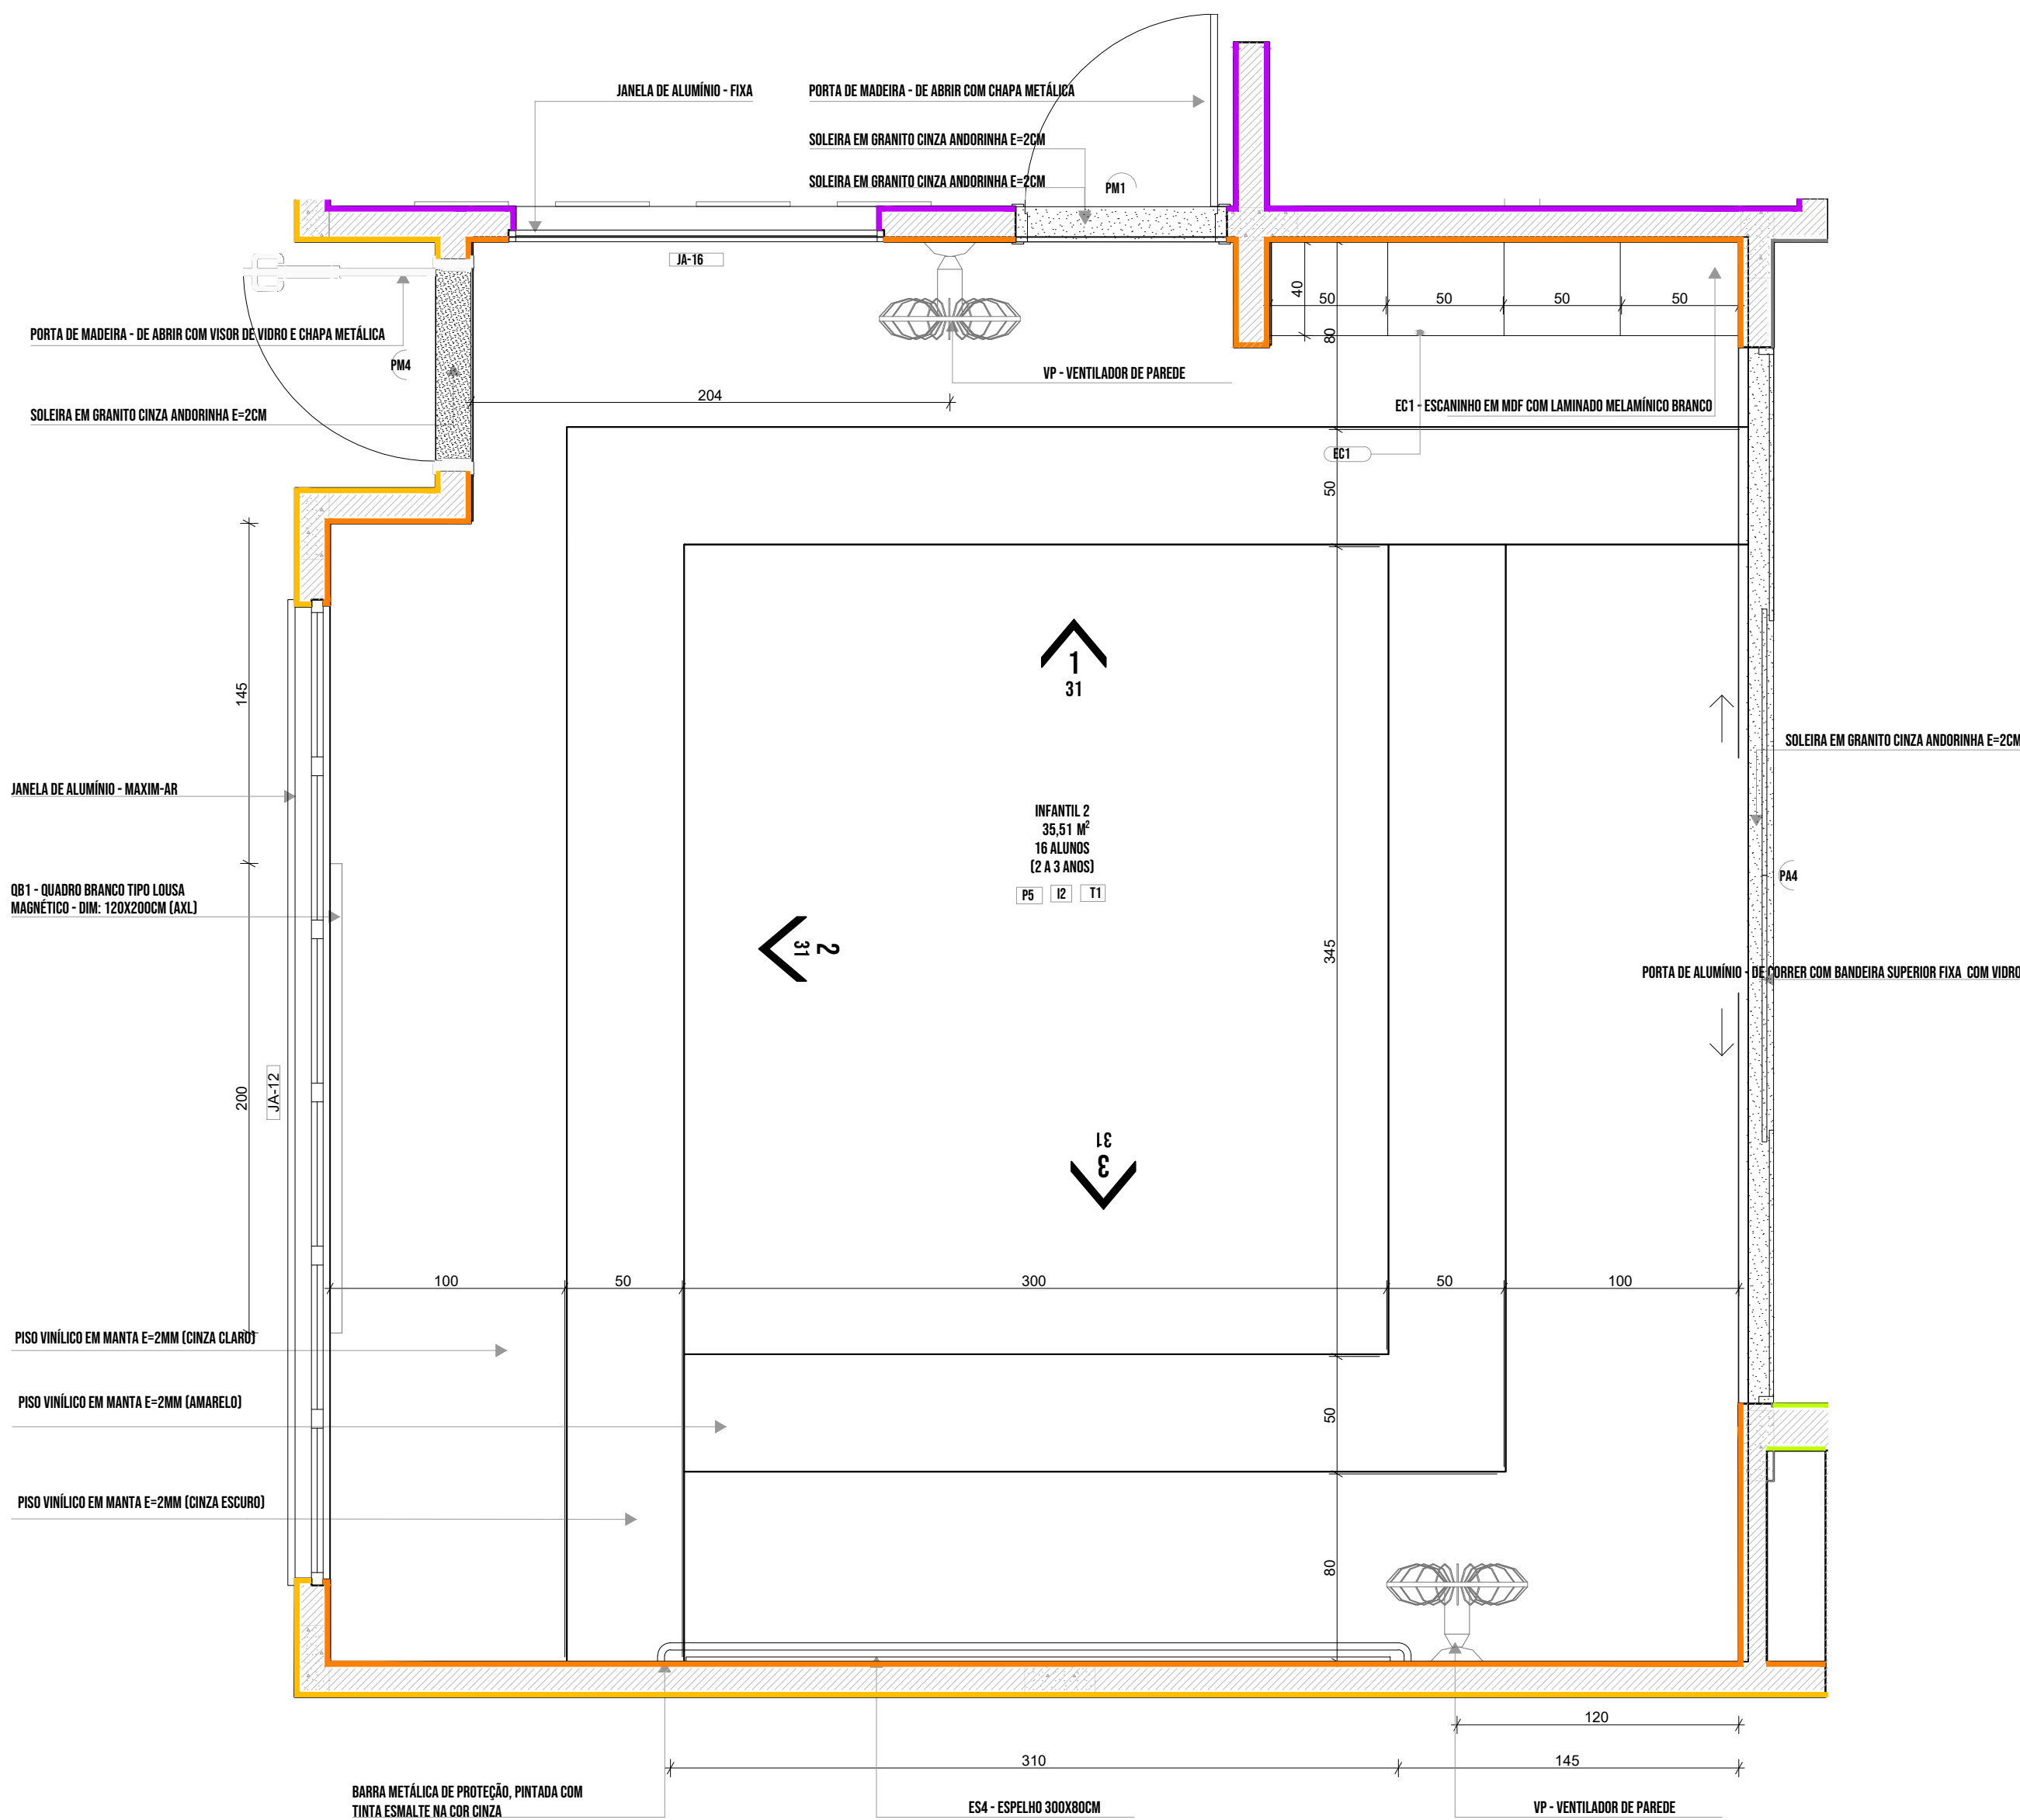 JANELA DE ALUMÍNIO - FIXA
PORTA DE MADEIRA - DE ABRIR COM CHAPA METÁLICA
SOLEIRA EM GRANITO CINZA ANDORINHA E=2CM
SOLEIRA EM GRANITO CINZA ANDORINHA E=2CM
PM1
JA-16
40
50
50
50
50
PORTA DE MADEIRA - DE ABRIR COM VISOR DE VIDRO E CHAPA METÁLICA
80
PM4
VP - VENTILADOR DE PAREDE
204
EC1 - ESCANINHO EM MDF COM LAMINADO MELAMÍNICO BRANCO
SOLEIRA EM GRANITO CINZA ANDORINHA E=2CM
EC1
50
1
31
145
SOLEIRA EM GRANITO CINZA ANDORINHA E=2CM
JANELA DE ALUMÍNIO - MAXIM-AR
INFANTIL 2
35,51 M²
16 ALUNOS
(2 A 3 ANOS)
P5
I2
T1
PA4
QB1 - QUADRO BRANCO TIPO LOUSA
MAGNÉTICO - DIM: 120X200CM (AXL)
2
31
345
PORTA DE ALUMÍNIO - DE CORRER COM BANDEIRA SUPERIOR FIXA COM VIDRO
200
JA-12
31
3
100
50
300
50
100
PISO VINÍLICO EM MANTA E=2MM (CINZA CLARO)
PISO VINÍLICO EM MANTA E=2MM (AMARELO)
50
PISO VINÍLICO EM MANTA E=2MM (CINZA ESCURO)
80
120
310
145
BARRA METÁLICA DE PROTEÇÃO, PINTADA COM
TINTA ESMALTE NA COR CINZA
ES4 - ESPELHO 300X80CM
VP - VENTILADOR DE PAREDE